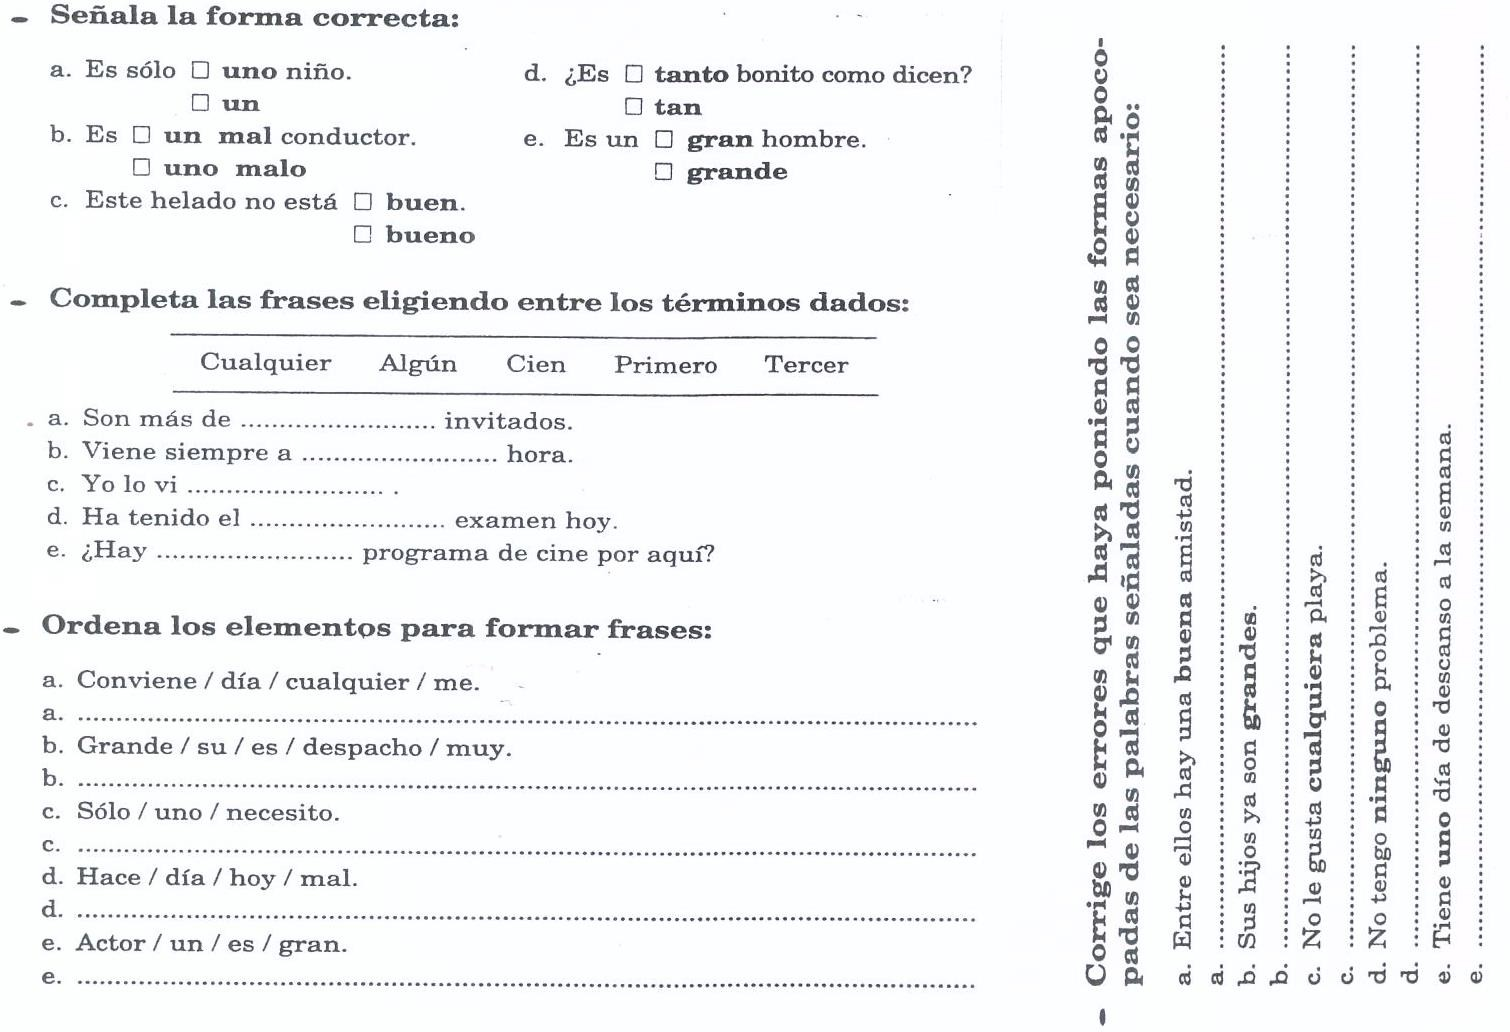 - Señala la forma correcta:
a. Es sólo □ uno niño.
□ un
b. Es □ un mal conductor.
□ uno malo
c. Este helado no está □ buen.
□ bueno
d. ¿Es □ tanto bonito como dicen?
□ tan
e. Es un □ gran hombre.
□ grande
- Completa las frases eligiendo entre los términos dados:
Cualquier Algún Cien Primero Tercer
a. Son más de ........................ invitados.
b. Viene siempre a ........................ hora.
c. Yo lo vi ........................ .
d. Ha tenido el ........................ examen hoy.
e. ¿Hay ........................ programa de cine por aquí?
- Ordena los elementos para formar frases:
a. Conviene / día / cualquier / me.
a. ........................
b. Grande / su / es / despacho / muy.
b. ........................
c. Sólo / uno / necesito.
c. ........................
d. Hace / día / hoy / mal.
d. ........................
e. Actor / un / es / gran.
e. ........................
- Corrige los errores que haya poniendo las formas apoco-
padas de las palabras señaladas cuando sea necesario:
a. Entre ellos hay una buena amistad.
a. ........................
b. Sus hijos ya son grandes.
b. ........................
c. No le gusta cualquiera playa.
c. ........................
d. No tengo ninguno problema.
d. ........................
e. Tiene uno día de descanso a la semana.
e. ........................